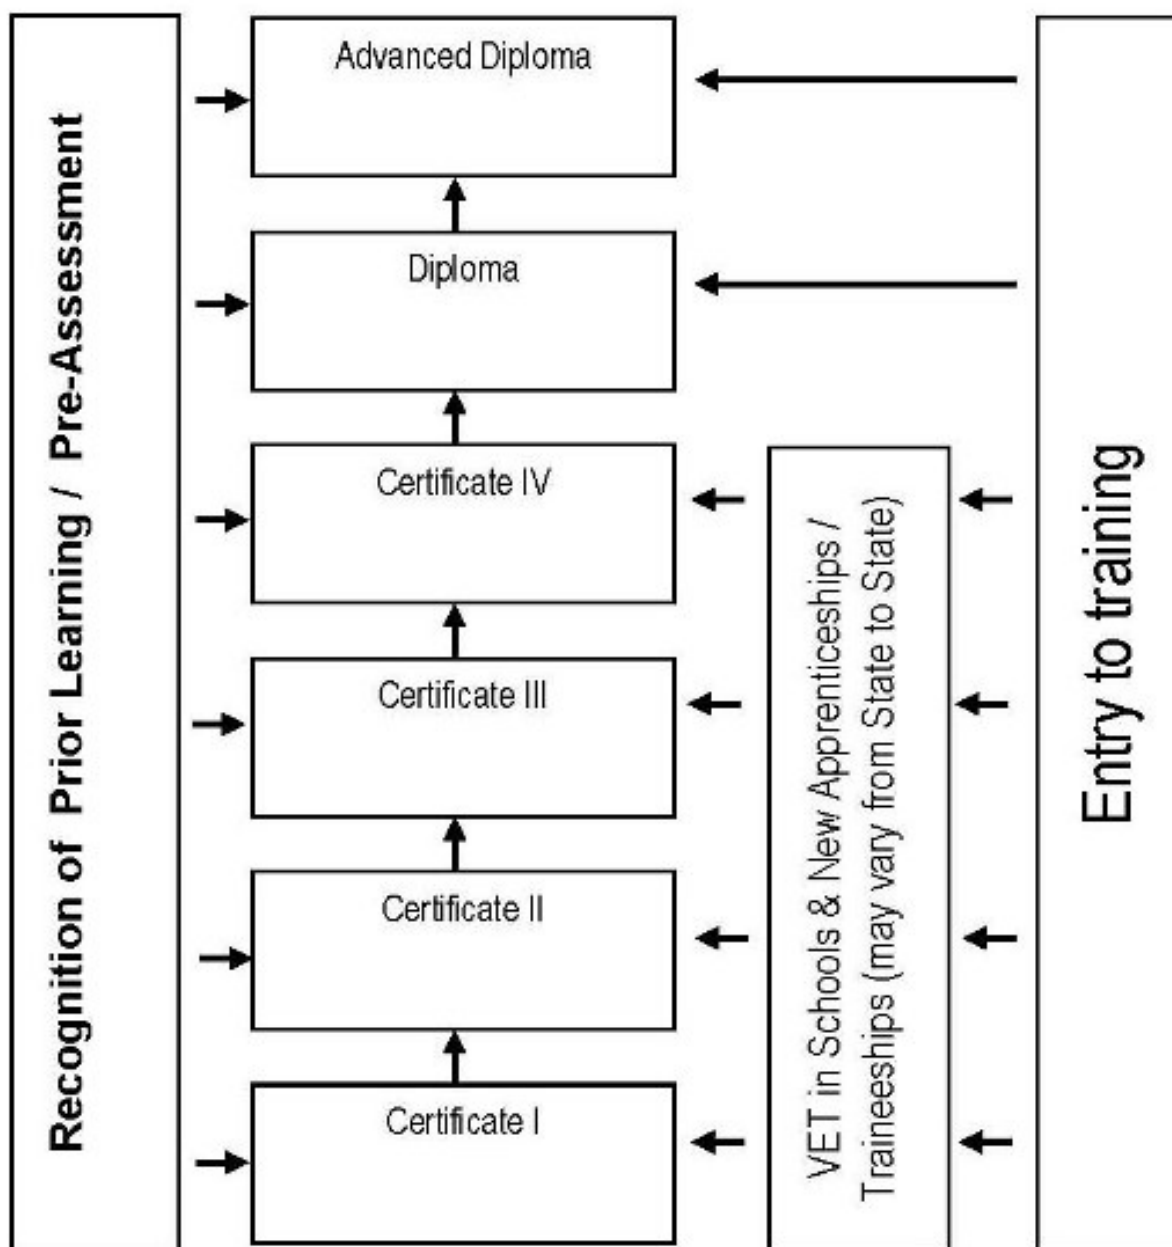 Recognition of Prior Learning / Pre-Assessment
Advanced Diploma
Diploma
Certificate IV
Certificate III
Certificate II
Certificate I
VET in Schools & New Apprenticeships /
Traineeships (may vary from State to State)
Entry to training